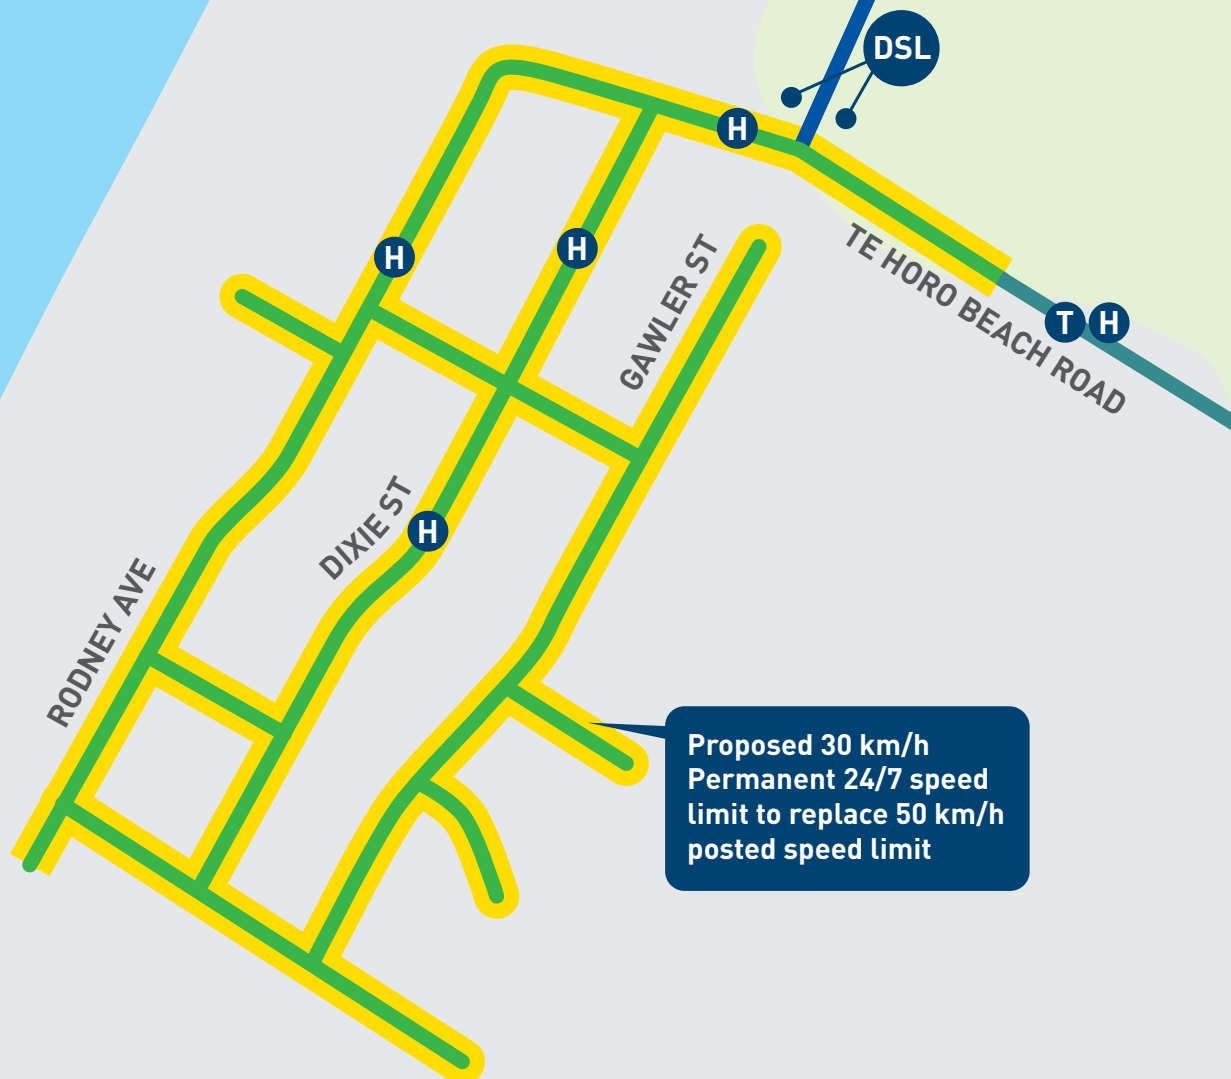 DSL
H
H
H
GAWLER ST
TE HORO BEACH ROAD
T
H
DIXIE ST
H
RODNEY AVE
Proposed 30 km/h
Permanent 24/7 speed
limit to replace 50 km/h
posted speed limit